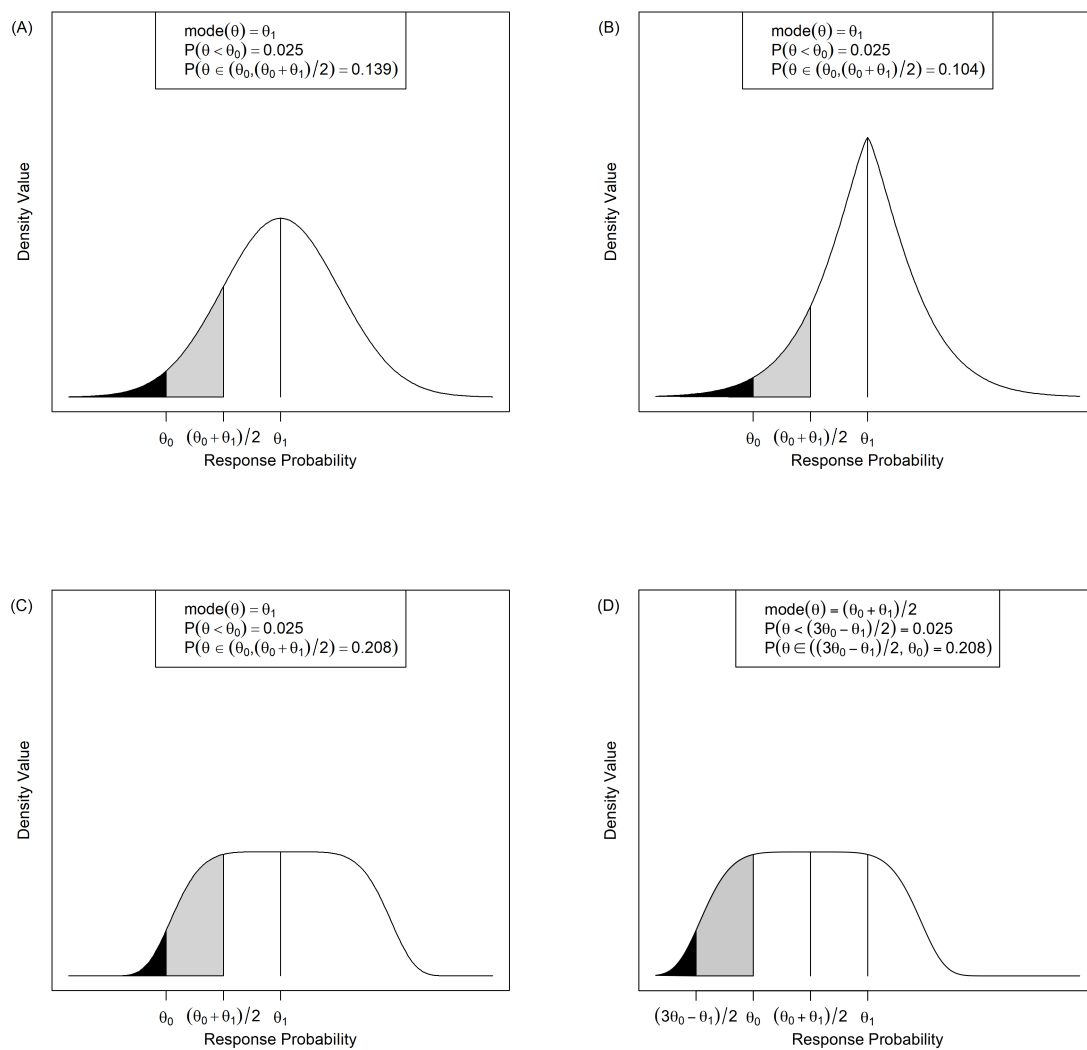 (A)
mode(θ) = θ₁
P(θ < θ₀) = 0.025
P(θ ∈ (θ₀,(θ₀ + θ₁)/2) = 0.139)
Density Value
θ₀ (θ₀ + θ₁)/2 θ₁
Response Probability
(B)
mode(θ) = θ₁
P(θ < θ₀) = 0.025
P(θ ∈ (θ₀,(θ₀ + θ₁)/2) = 0.104)
Density Value
θ₀ (θ₀ + θ₁)/2 θ₁
Response Probability
(C)
mode(θ) = θ₁
P(θ < θ₀) = 0.025
P(θ ∈ (θ₀,(θ₀ + θ₁)/2) = 0.208)
Density Value
θ₀ (θ₀ + θ₁)/2 θ₁
Response Probability
(D)
mode(θ) = (θ₀ + θ₁)/2
P(θ < (3θ₀ − θ₁)/2) = 0.025
P(θ ∈ ((3θ₀ − θ₁)/2, θ₀) = 0.208)
Density Value
(3θ₀ − θ₁)/2 θ₀ (θ₀ + θ₁)/2 θ₁
Response Probability